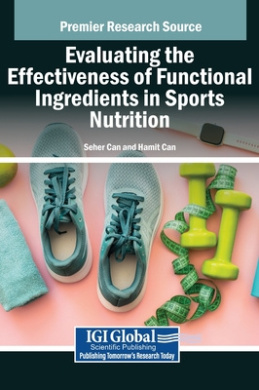 Premier Research Source
Evaluating the
Effectiveness of Functional
Ingredients in Sports
Nutrition
Seher Can and Hamit Can
IGI Global
Scientific Publishing
Publishing Tomorrow's Research Today